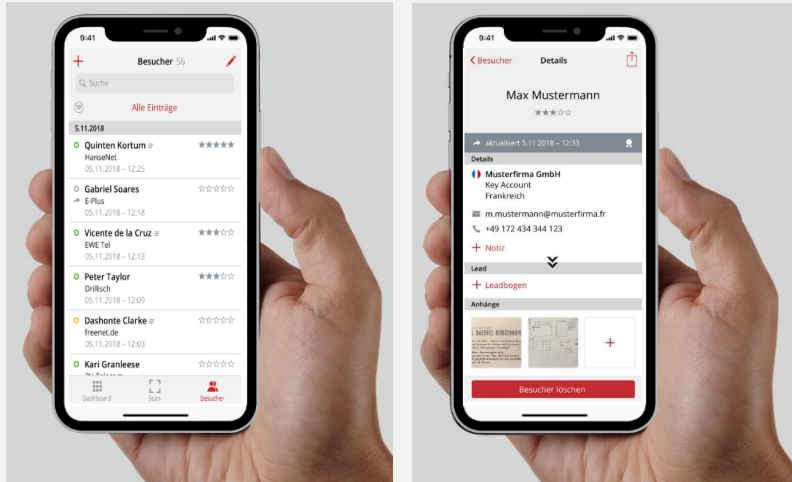 9:41
Besucher 56
Suche
Alle Einträge
5.11.2018
Quinten Kortum
HanseNet
05.11.2018 – 12:25
Gabriel Soares
E-Plus
05.11.2018 – 12:18
Vicente de la Cruz
EWE Tel
05.11.2018 – 12:13
Peter Taylor
Drillisch
05.11.2018 – 12:09
Dashonte Clarke
freenet.de
05.11.2018 – 12:03
Kari Granleese
Dashboard
Scan
Besucher
9:41
Besucher
Details
Max Mustermann
aktualisert 5.11.2018 – 12:33
Details
Musterfirma GmbH
Key Account
Frankreich
m.mustermann@musterfirma.fr
+49 172 434 344 123
+ Notiz
Lead
+ Leadbogen
Anhänge
Besucher löschen